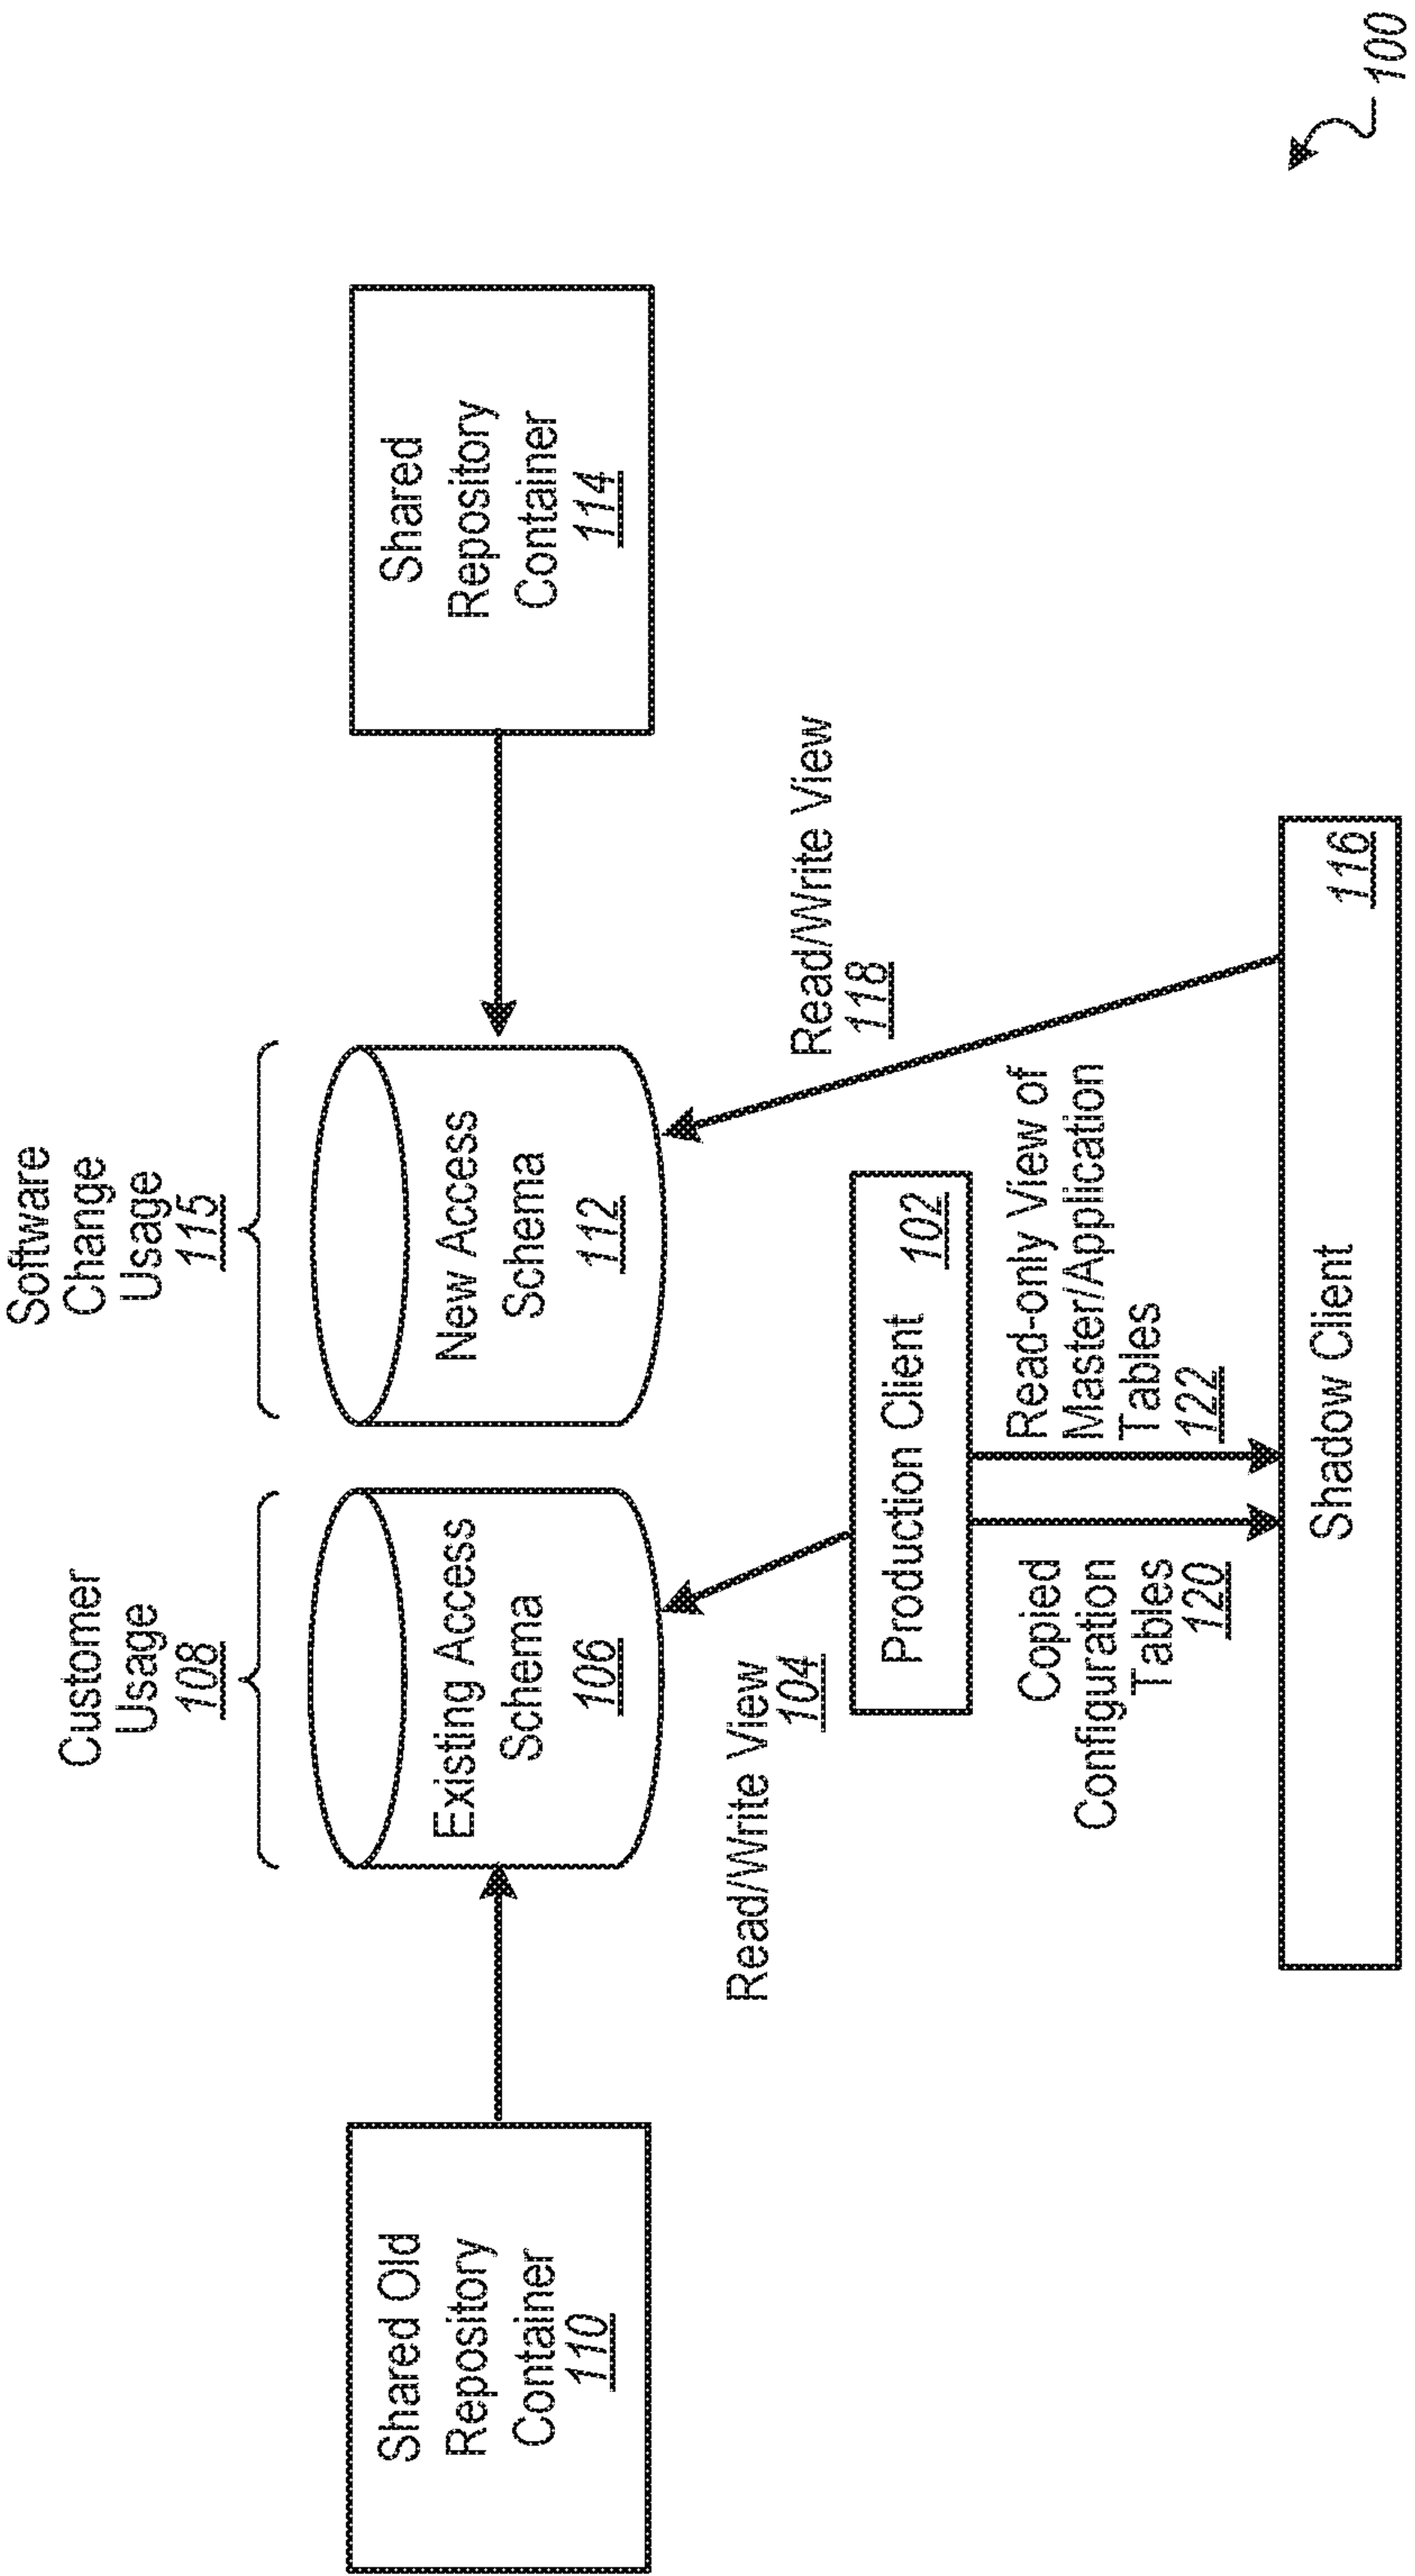 Customer
Usage
108
Software
Change
Usage
115
Shared Old
Repository
Container
110
Existing Access
Schema
106
New Access
Schema
112
Shared
Repository
Container
114
Read/Write View
104
Read/Write View
118
Production Client
102
Copied
Configuration
Tables
120
Read-only View of
Master/Application
Tables
122
Shadow Client
116
100